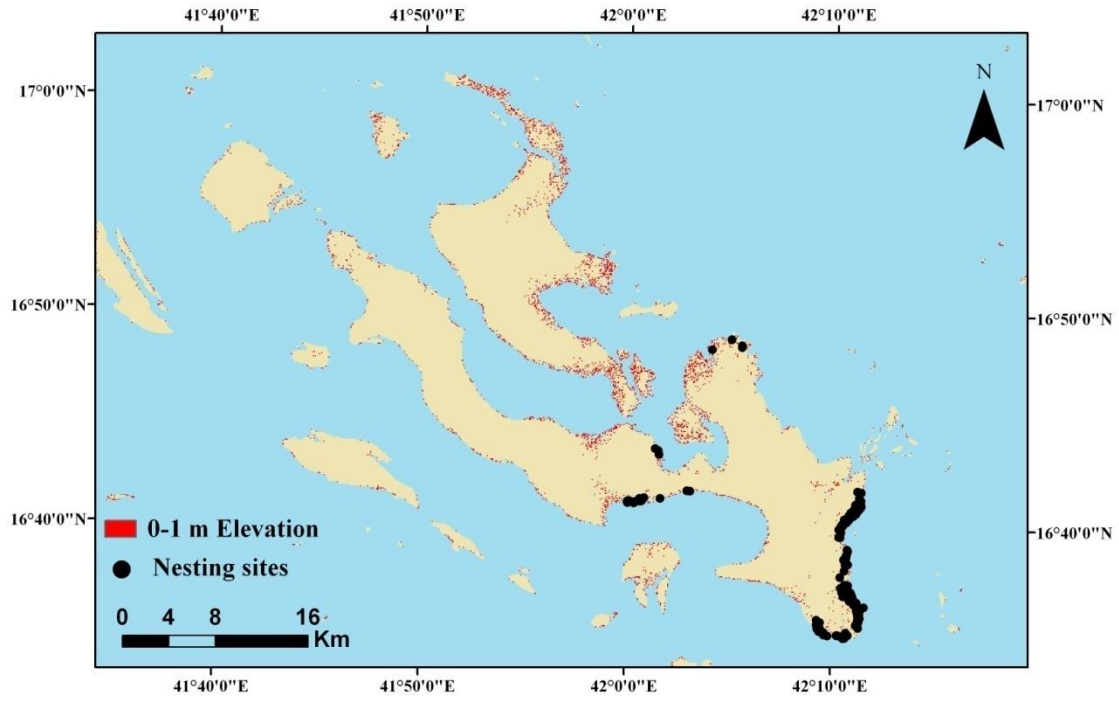 41°40'0"E 41°50'0"E 42°0'0"E 42°10'0"E
N
17°0'0"N 17°0'0"N
16°50'0"N 16°50'0"N
16°40'0"N 16°40'0"N
0-1 m Elevation
Nesting sites
0 4 8 16
Km
41°40'0"E 41°50'0"E 42°0'0"E 42°10'0"E